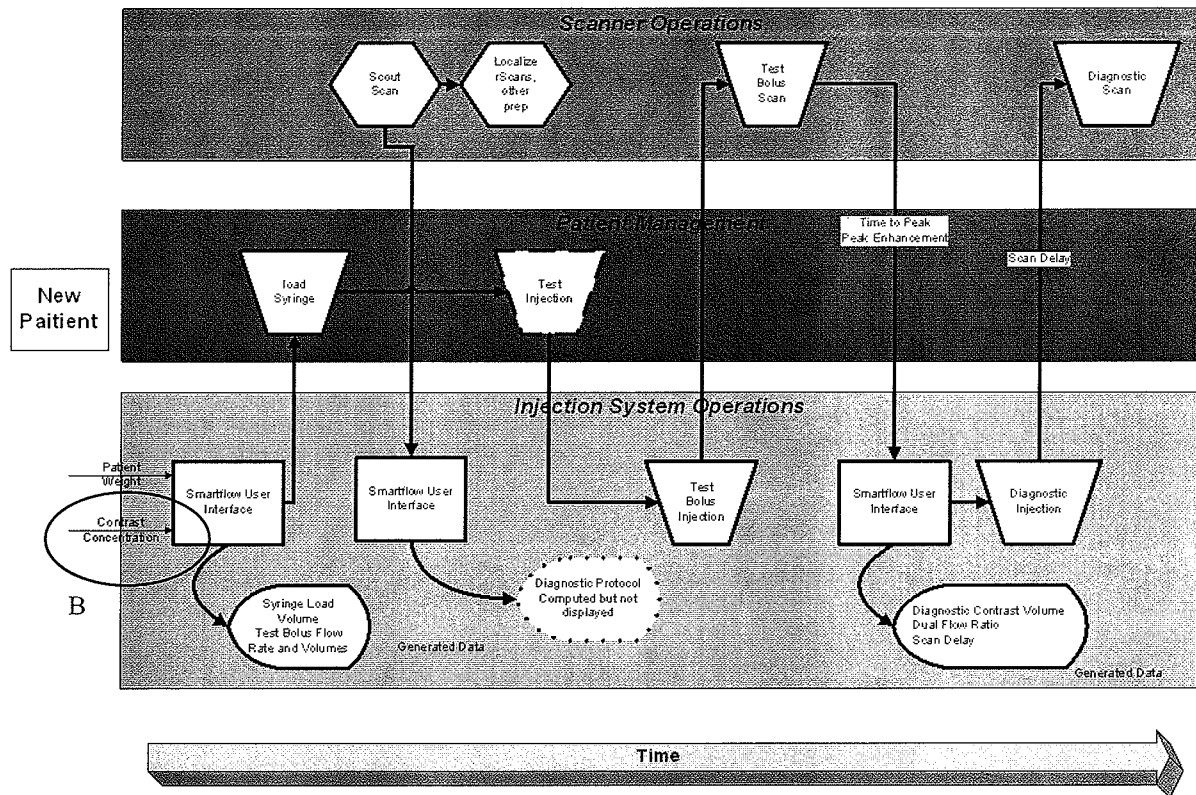 Scanner Operations
Scout
Scan
Localize
rScans,
other
prep
Test
Bolus
Scan
Diagnostic
Scan
Patient Management
Time to Peak
Peak Enhancement
Scan Delay
load
Syringe
Test
Injection
New
Paitient
Injection System Operations
Patient
Weight
Contrast
Concentration
B
Smartflow User
Interface
Smartflow User
Interface
Test
Bolus
Injection
Smartflow User
Interface
Diagnostic
Injection
Syringe Load
Volume
Test Bolus Flow
Rate and Volumes
Generated Data
Diagnostic Protocol
Computed but not
displayed
Diagnostic Contrast Volume
Dual Flow Ratio
Scan Delay
Generated Data
Time